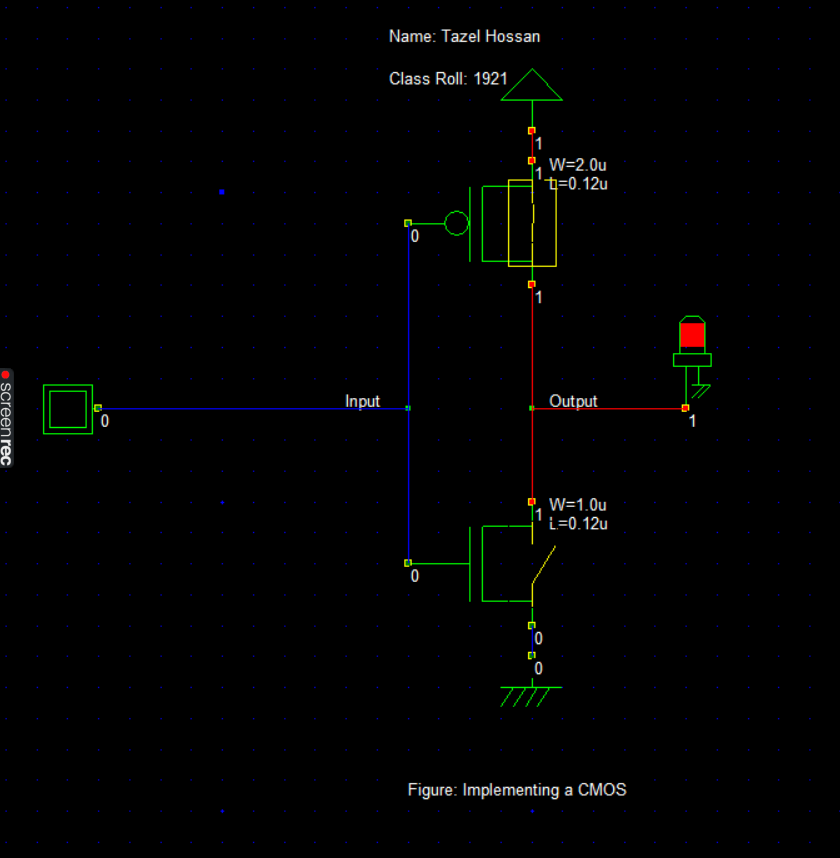 Name: Tazel Hossan
Class Roll: 1921
1
1
W=2.0u
L=0.12u
0
1
Input
Output
0
1
1
W=1.0u
L=0.12u
0
0
0
Figure: Implementing a CMOS
screenrec